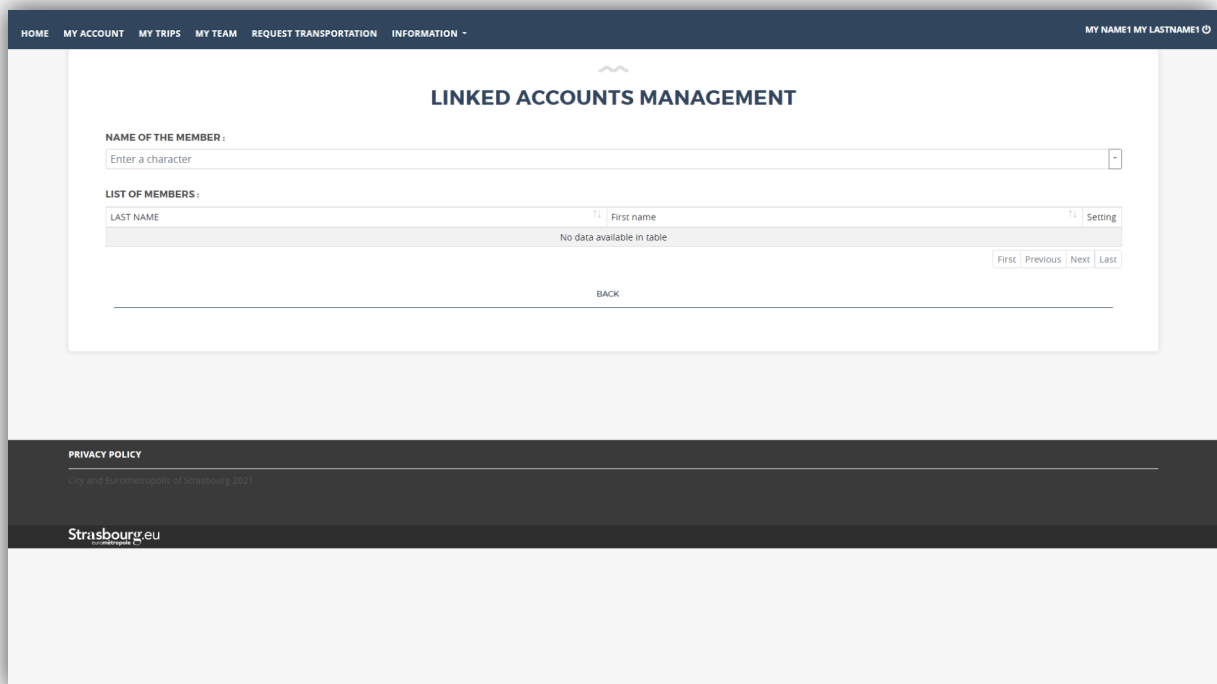 HOME MY ACCOUNT MY TRIPS MY TEAM REQUEST TRANSPORTATION INFORMATION
MY NAME1 MY LASTNAME1
LINKED ACCOUNTS MANAGEMENT
NAME OF THE MEMBER :
Enter a character
LIST OF MEMBERS :
LAST NAME First name Setting
No data available in table
First Previous Next Last
BACK
PRIVACY POLICY
City and Eurometropolis of Strasbourg 2021
Strasbourg.eu
eurométropole